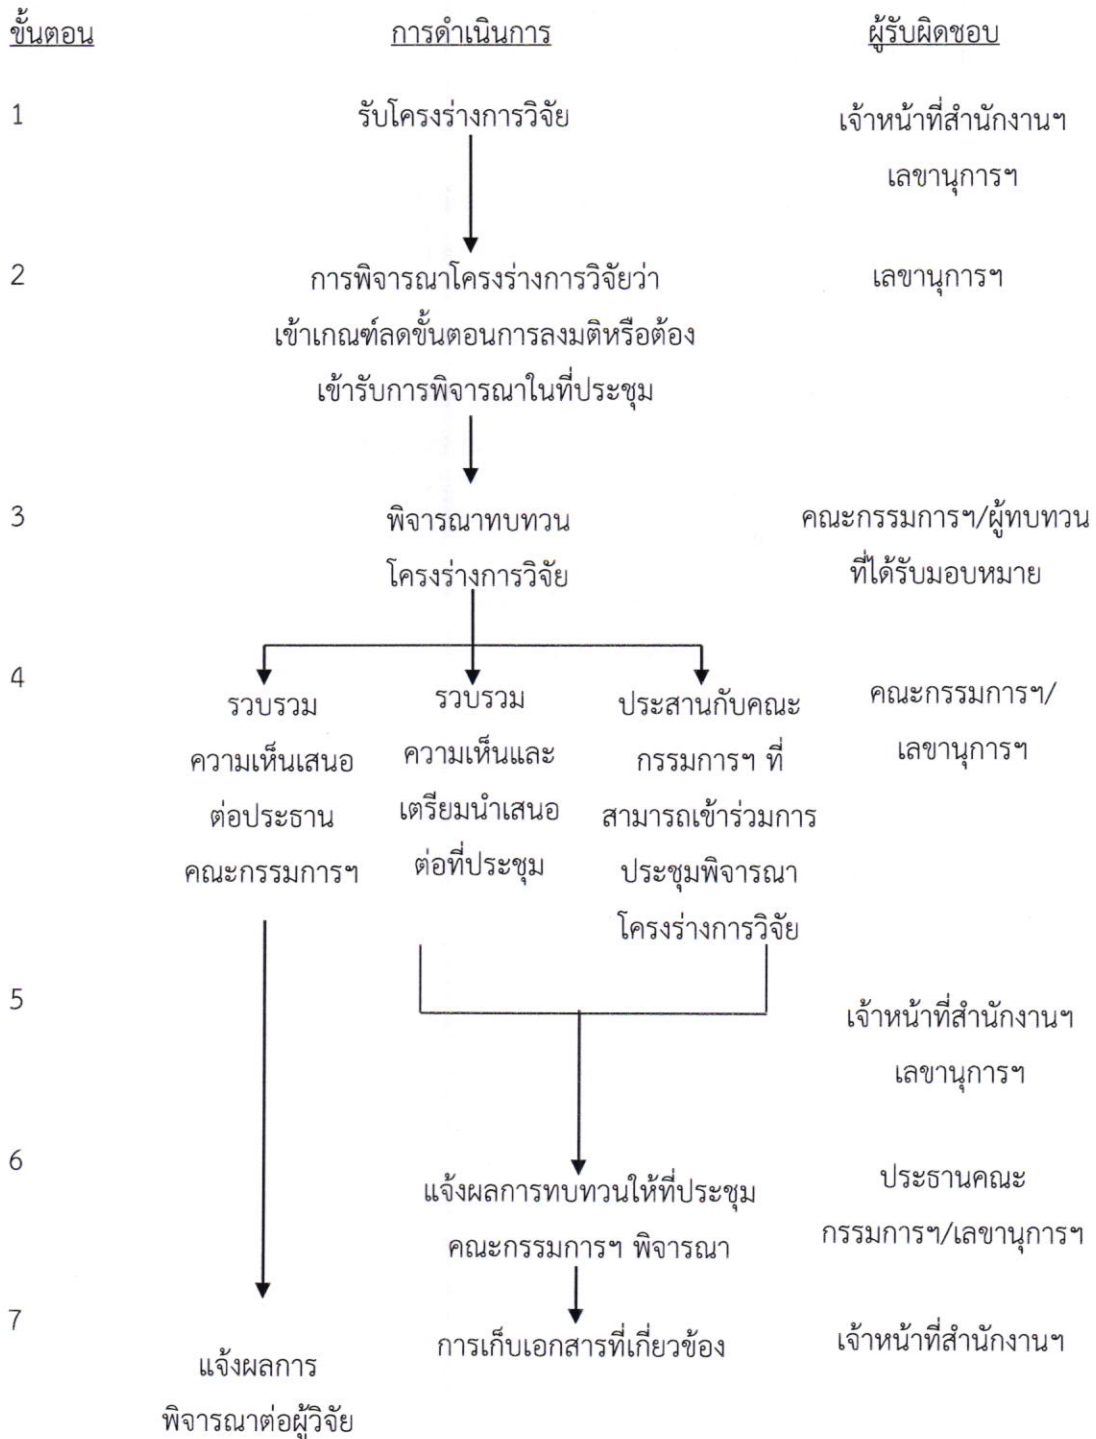 ขั้นตอน การดำเนินการ ผู้รับผิดชอบ
1 รับโครงร่างการวิจัย เจ้าหน้าที่สำนักงานฯ
เลขานุการฯ
2 การพิจารณาโครงร่างการวิจัยว่า เลขานุการฯ
เข้าเกณฑ์ลดขั้นตอนการลงมติหรือต้อง
เข้ารับการพิจารณาในที่ประชุม
3 พิจารณาทบทวน คณะกรรมการฯ/ผู้ทบทวน
โครงร่างการวิจัย ที่ได้รับมอบหมาย
4
รวบรวม
ความเห็นเสนอ
ต่อประธาน
คณะกรรมการฯ
รวบรวม
ความเห็นและ
เตรียมนำเสนอ
ต่อที่ประชุม
ประสานกับคณะ
กรรมการฯ ที่
สามารถเข้าร่วมการ
ประชุมพิจารณา
โครงร่างการวิจัย
คณะกรรมการฯ/
เลขานุการฯ
5 เจ้าหน้าที่สำนักงานฯ
เลขานุการฯ
6 แจ้งผลการทบทวนให้ที่ประชุม ประธานคณะ
คณะกรรมการฯ พิจารณา กรรมการฯ/เลขานุการฯ
7 การเก็บเอกสารที่เกี่ยวข้อง เจ้าหน้าที่สำนักงานฯ
แจ้งผลการ
พิจารณาต่อผู้วิจัย